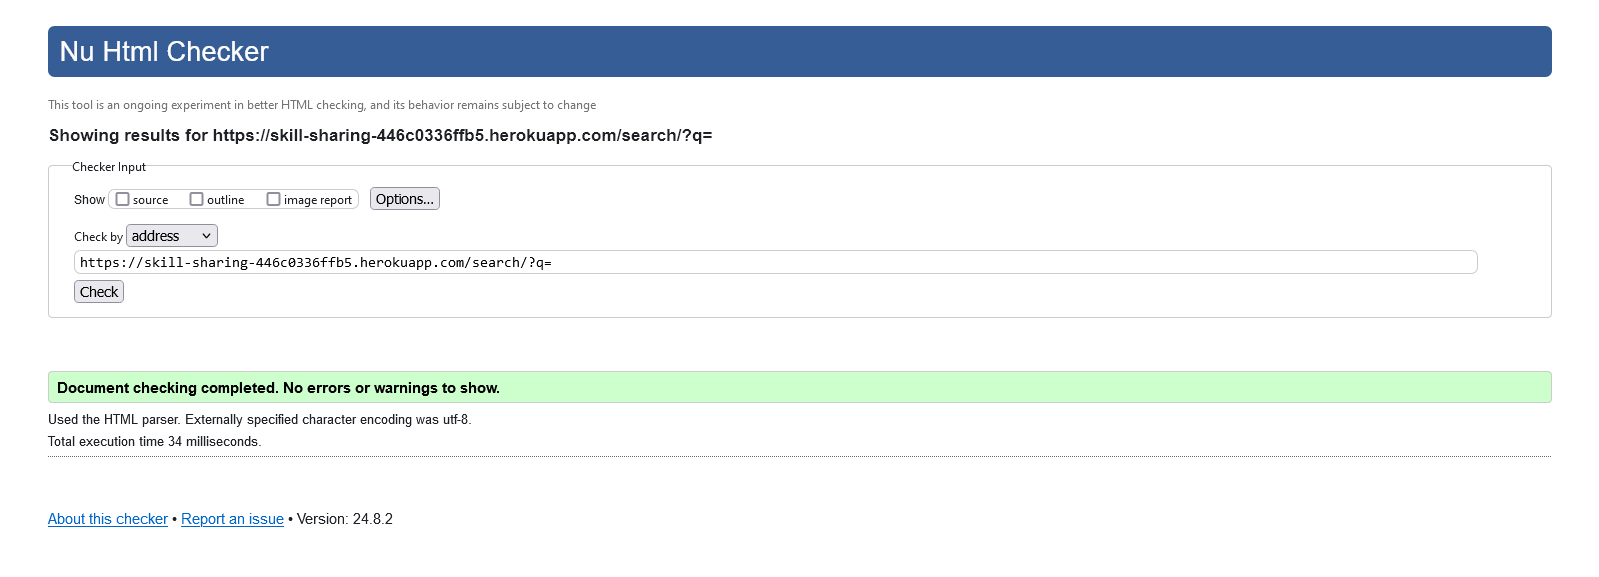 Nu Html Checker
This tool is an ongoing experiment in better HTML checking, and its behavior remains subject to change
Showing results for https://skill-sharing-446c0336ffb5.herokuapp.com/search/?q=
Checker Input
Show source outline image report Options...
Check by address
https://skill-sharing-446c0336ffb5.herokuapp.com/search/?q=
Check
Document checking completed. No errors or warnings to show.
Used the HTML parser. Externally specified character encoding was utf-8.
Total execution time 34 milliseconds.
About this checker • Report an issue • Version: 24.8.2